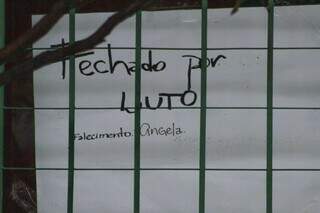 Fechado por
LUTO
Falecimento: Angela.